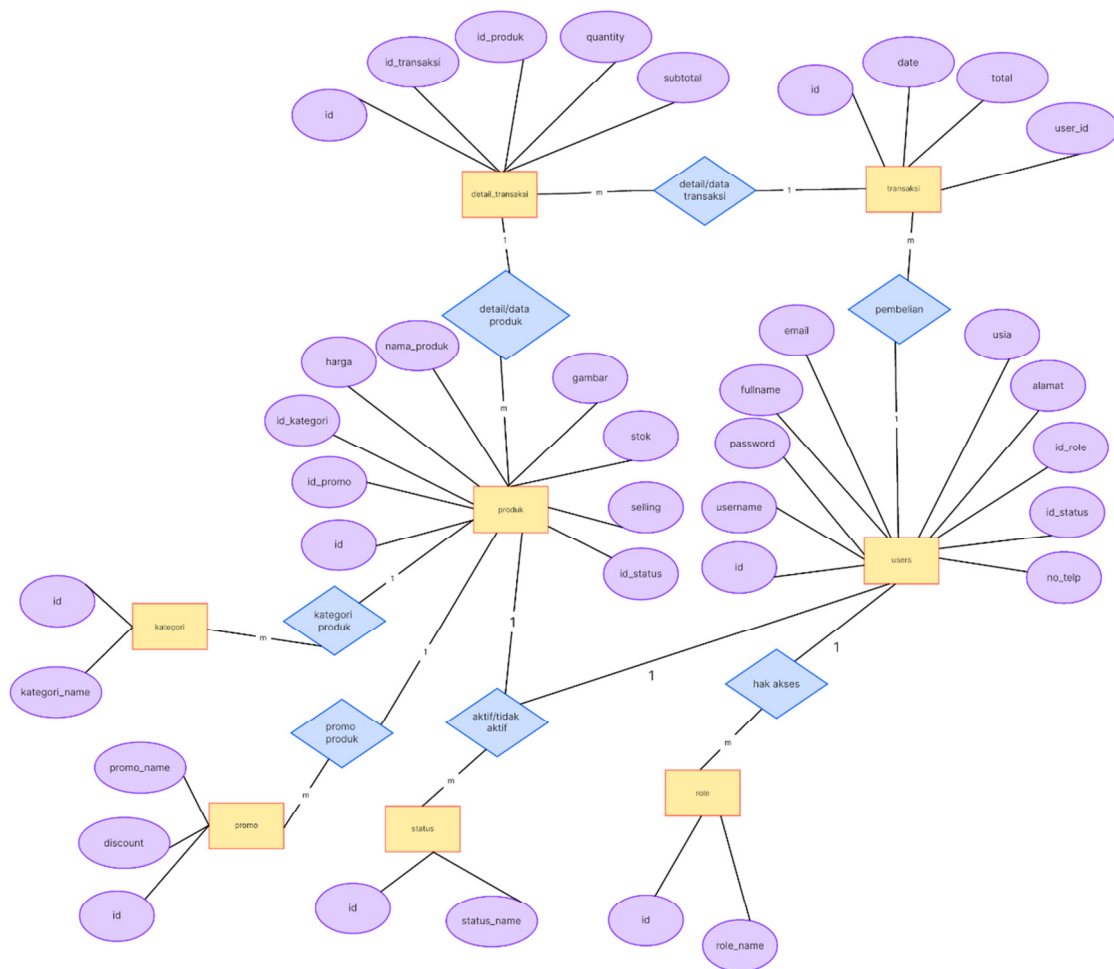 id_produk
quantity
date
id_transaksi
total
subtotal
id
id
user_id
detail_transaksi
m
detail/data
transaksi
1
transaksi
1
m
detail/data
produk
pembelian
email
usia
nama_produk
harga
gambar
fullname
alamat
m
1
id_kategori
stok
password
id_role
id_promo
produk
selling
username
id_status
id
id_status
users
id
no_telp
1
id
kategori
kategori
produk
m
1
1
1
hak akses
1
kategori_name
promo
produk
aktif/tidak
aktif
m
promo_name
m
m
role
promo
status
discount
id
id
status_name
id
role_name